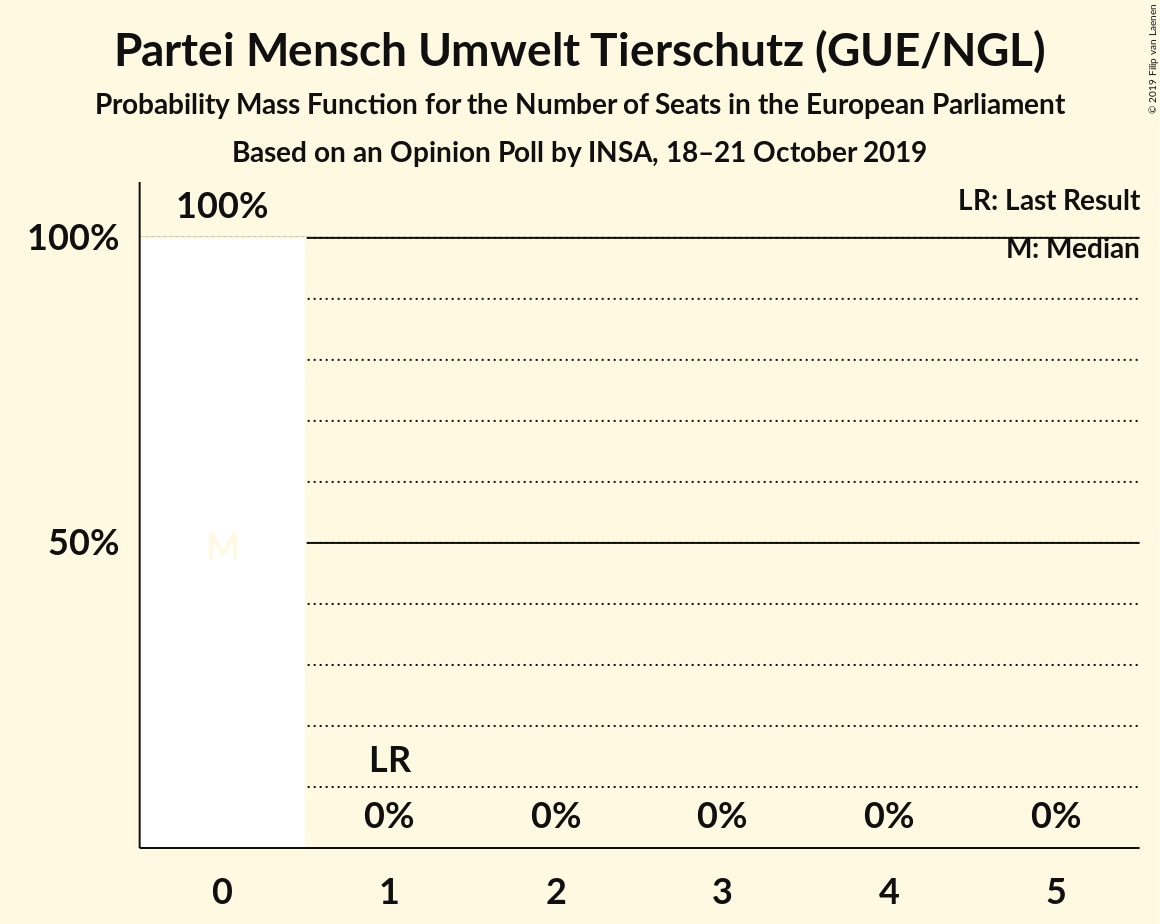 Partei Mensch Umwelt Tierschutz (GUE/NGL)
Probability Mass Function for the Number of Seats in the European Parliament
Based on an Opinion Poll by INSA, 18–21 October 2019
© 2019 Filip van Laenen
LR: Last Result
M: Median
100%
100%
50%
M
LR
0% 0% 0% 0% 0%
0 1 2 3 4 5